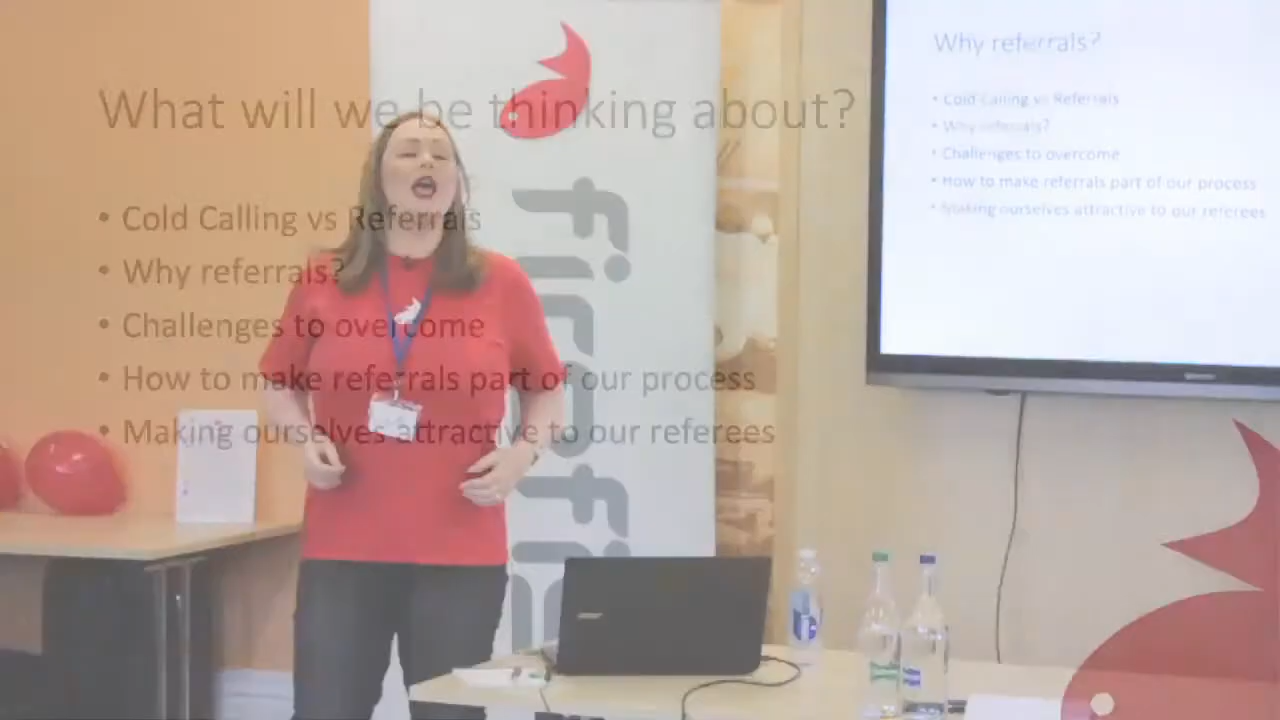 What will we be thinking about?
• Cold Calling vs Referrals
• Why referrals?
• Challenges to overcome
• How to make referrals part of our process
• Making ourselves attractive to our referees
Why referrals?
• Cold Calling vs Referrals
• Why referrals?
• Challenges to overcome
• How to make referrals part of our process
• Making ourselves attractive to our referees